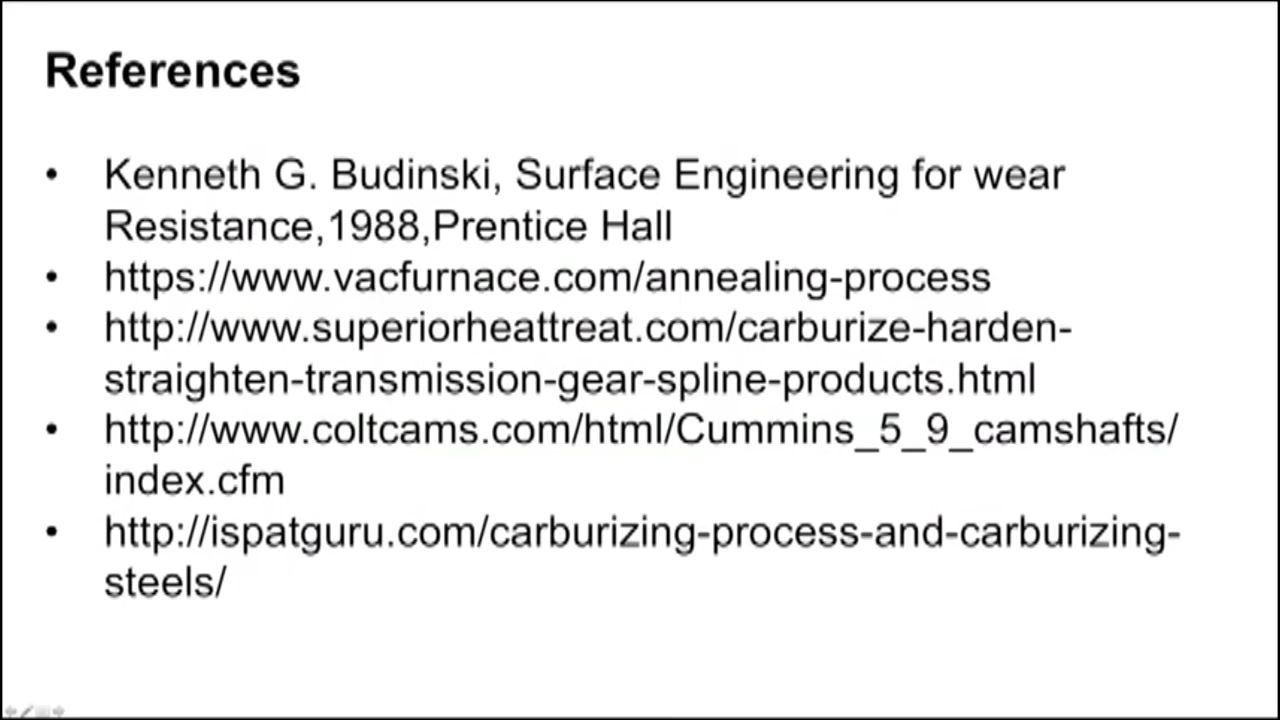 References
• Kenneth G. Budinski, Surface Engineering for wear
Resistance,1988,Prentice Hall
• https://www.vacfurnace.com/annealing-process
• http://www.superiorheattreat.com/carburize-harden-
straighten-transmission-gear-spline-products.html
• http://www.coltcams.com/html/Cummins_5_9_camshafts/
index.cfm
• http://ispatguru.com/carburizing-process-and-carburizing-
steels/